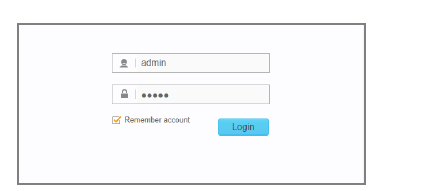 admin
●●●●●
Remember account
Login